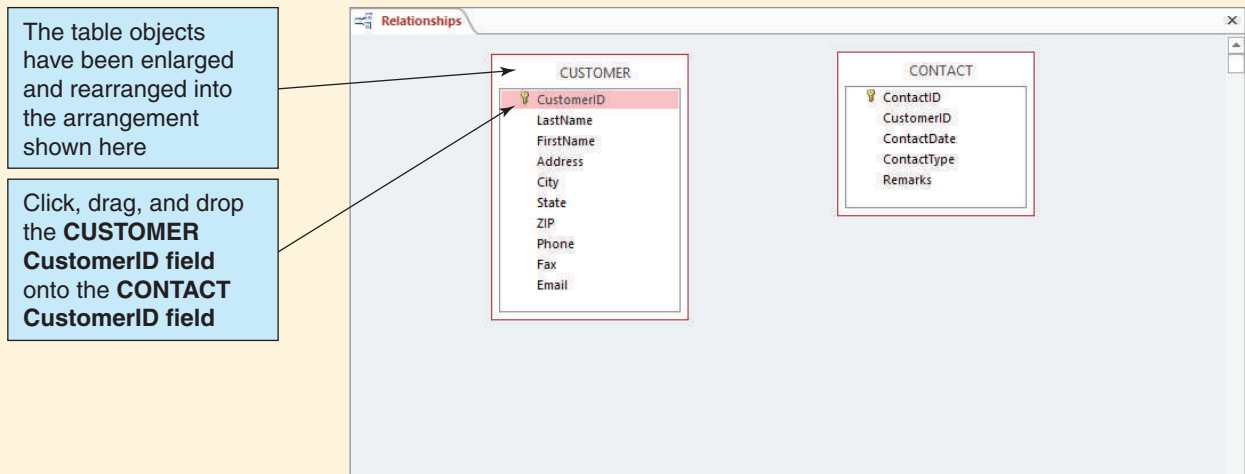 The table objects
have been enlarged
and rearranged into
the arrangement
shown here
Click, drag, and drop
the CUSTOMER
CustomerID field
onto the CONTACT
CustomerID field
Relationships
CUSTOMER
CustomerID
LastName
FirstName
Address
City
State
ZIP
Phone
Fax
Email
CONTACT
ContactID
CustomerID
ContactDate
ContactType
Remarks